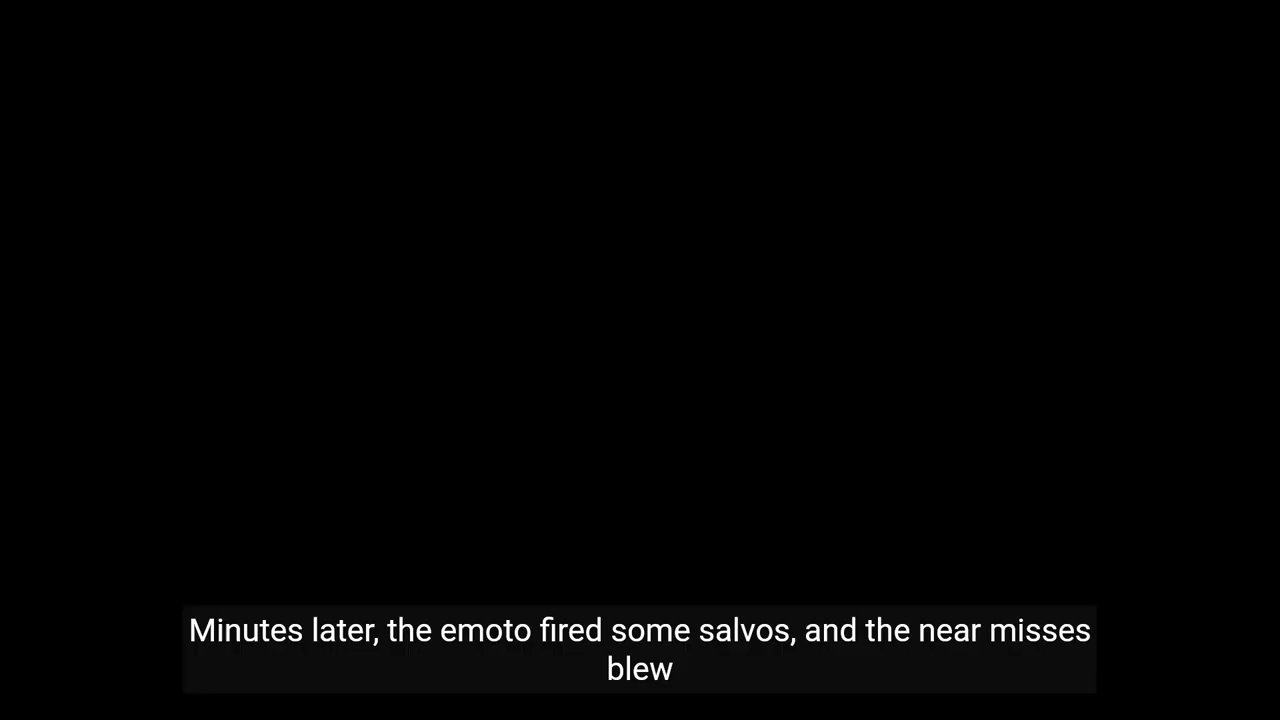 Minutes later, the emoto fired some salvos, and the near misses
blew